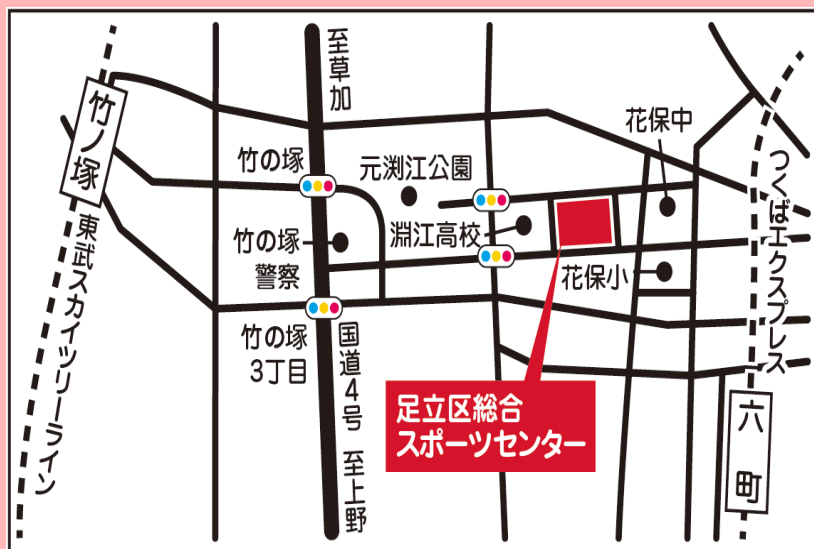 至草加
竹ノ塚
東武スカイツリーライン
竹の塚
元渕江公園
花保中
つくばエクスプレス
竹の塚
警察
淵江高校
花保小
竹の塚
3丁目
国道4号 至上野
足立区総合
スポーツセンター
六町